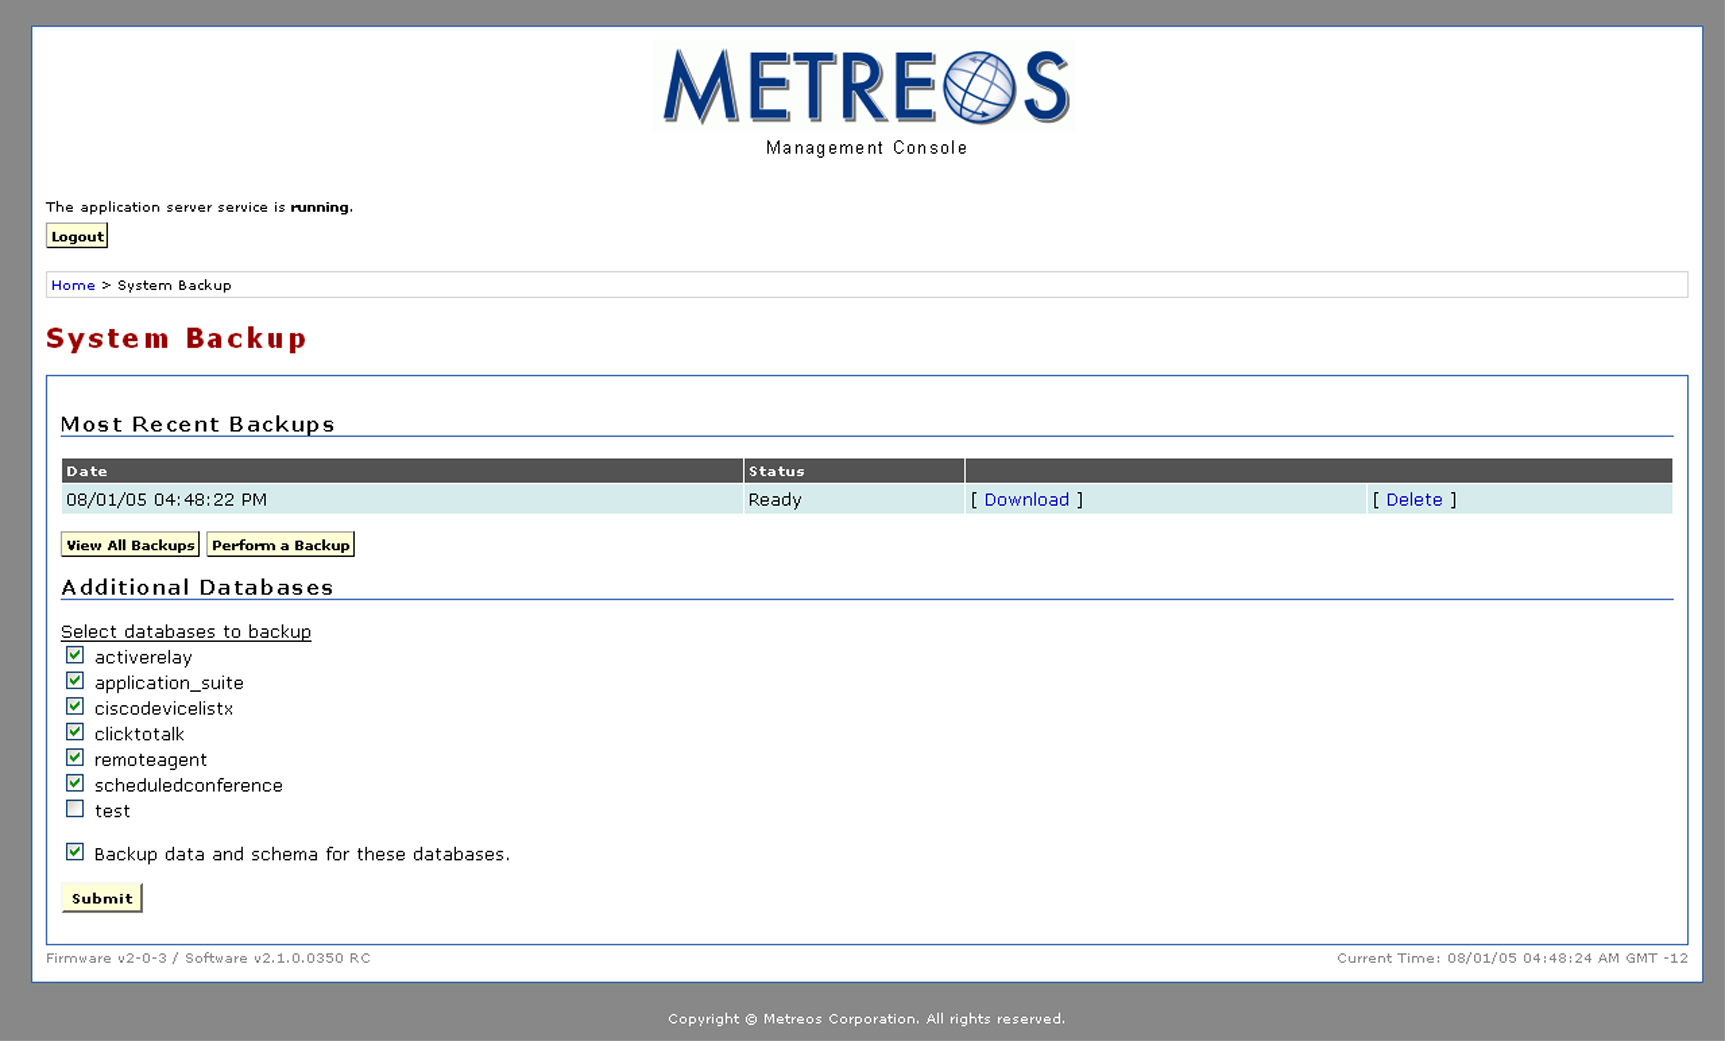 METREOS
Management Console
The application server service is running.
Logout
Home > System Backup
System Backup
Most Recent Backups
Date Status
08/01/05 04:48:22 PM Ready [ Download ] [ Delete ]
View All Backups Perform a Backup
Additional Databases
Select databases to backup
activerelay
application_suite
ciscodevicelistx
clicktotalk
remoteagent
scheduledconference
test
Backup data and schema for these databases.
Submit
Firmware v2-0-3 / Software v2.1.0.0350 RC Current Time: 08/01/05 04:48:24 AM GMT -12
Copyright © Metreos Corporation. All rights reserved.